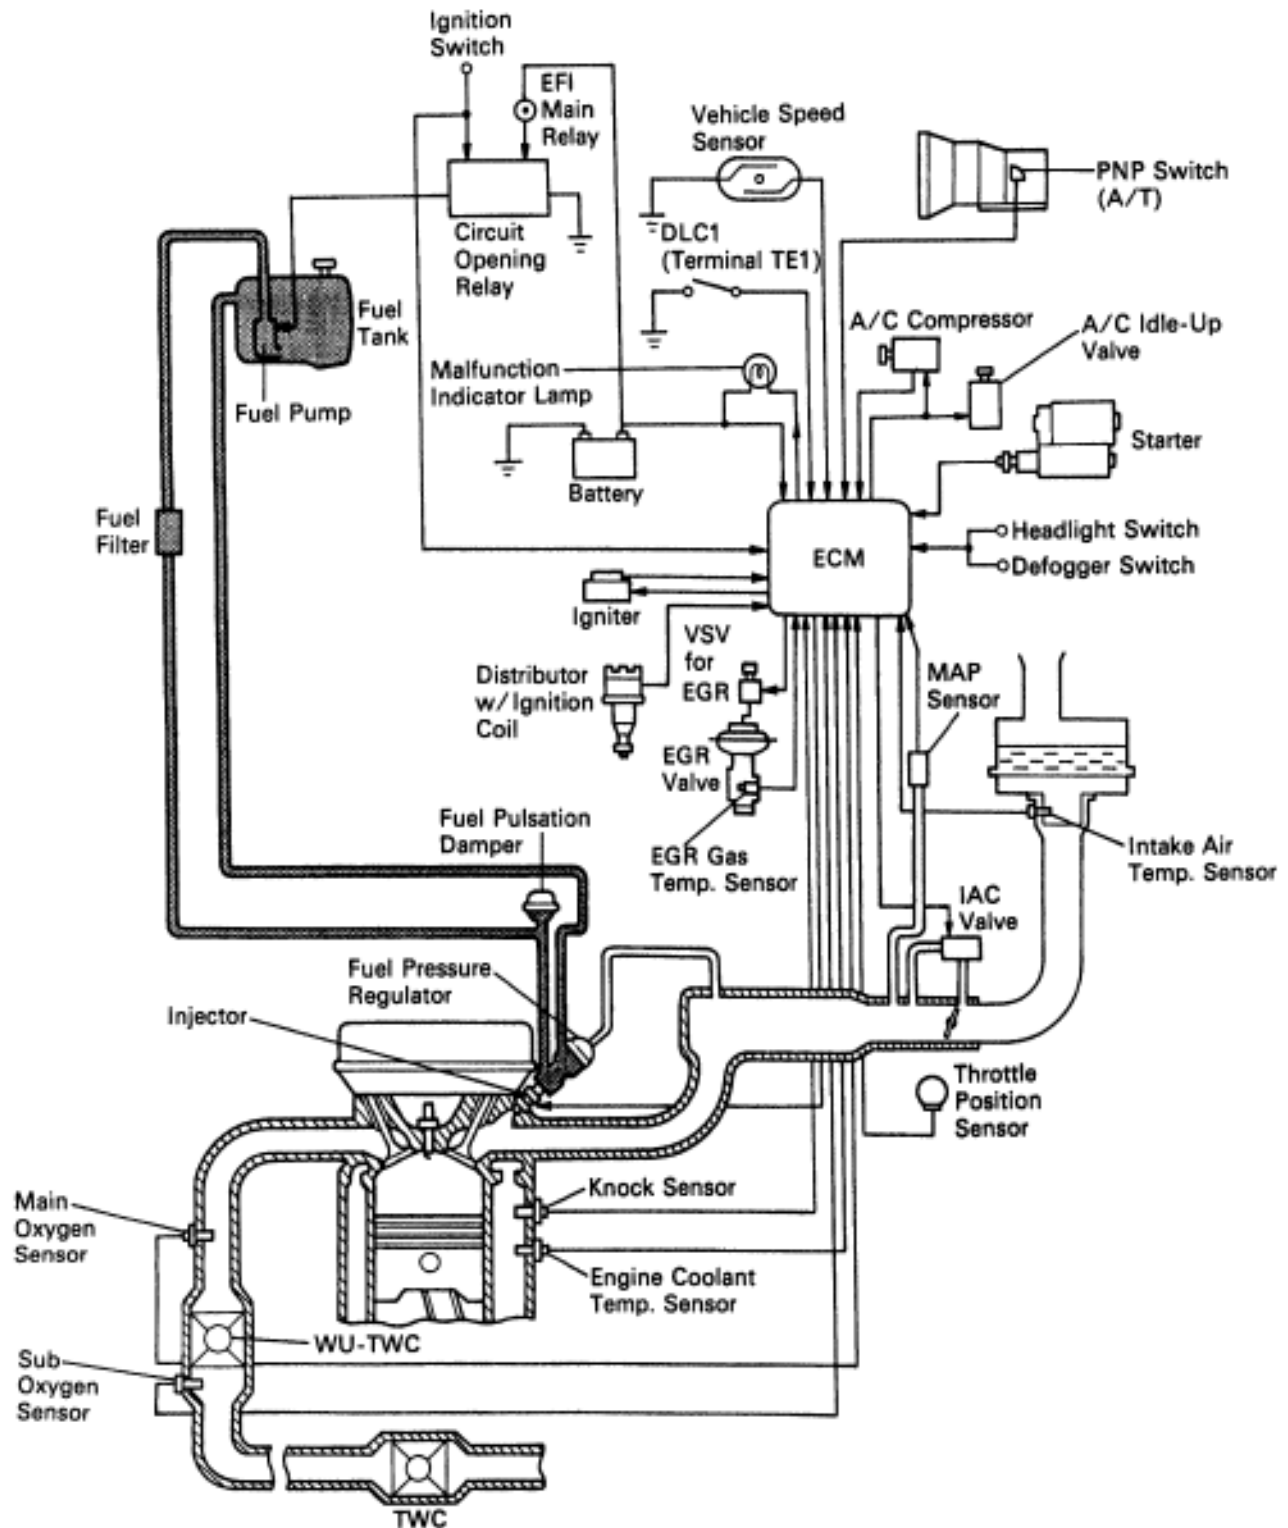 Ignition
Switch
EFI
Main
Relay
Vehicle Speed
Sensor
PNP Switch
(A/T)
Circuit
Opening
Relay
DLC1
(Terminal TE1)
Fuel
Tank
Fuel Pump
A/C Compressor
A/C Idle-Up
Valve
Malfunction
Indicator Lamp
Starter
Battery
Fuel
Filter
ECM
Headlight Switch
Defogger Switch
Igniter
Distributor
w/Ignition
Coil
VSV
for
EGR
MAP
Sensor
EGR
Valve
Fuel Pulsation
Damper
EGR Gas
Temp. Sensor
Intake Air
Temp. Sensor
IAC
Valve
Fuel Pressure
Regulator
Injector
Throttle
Position
Sensor
Knock Sensor
Main
Oxygen
Sensor
Engine Coolant
Temp. Sensor
WU-TWC
Sub
Oxygen
Sensor
TWC